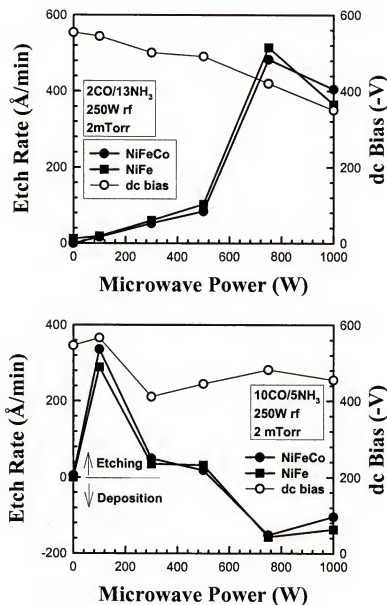 600
400
200
0
Etch Rate (Å/min)
600
500
400
300
200
100
0
dc Bias (-V)
2CO/13NH₃
250W rf
2mTorr
NiFeCo
NiFe
dc bias
0 200 400 600 800 1000
Microwave Power (W)
400
200
0
-200
Etch Rate (Å/min)
600
400
200
0
dc Bias (-V)
10CO/5NH₃
250W rf
2 mTorr
NiFeCo
NiFe
dc bias
⇑ Etching
⇓ Deposition
0 200 400 600 800 1000
Microwave Power (W)